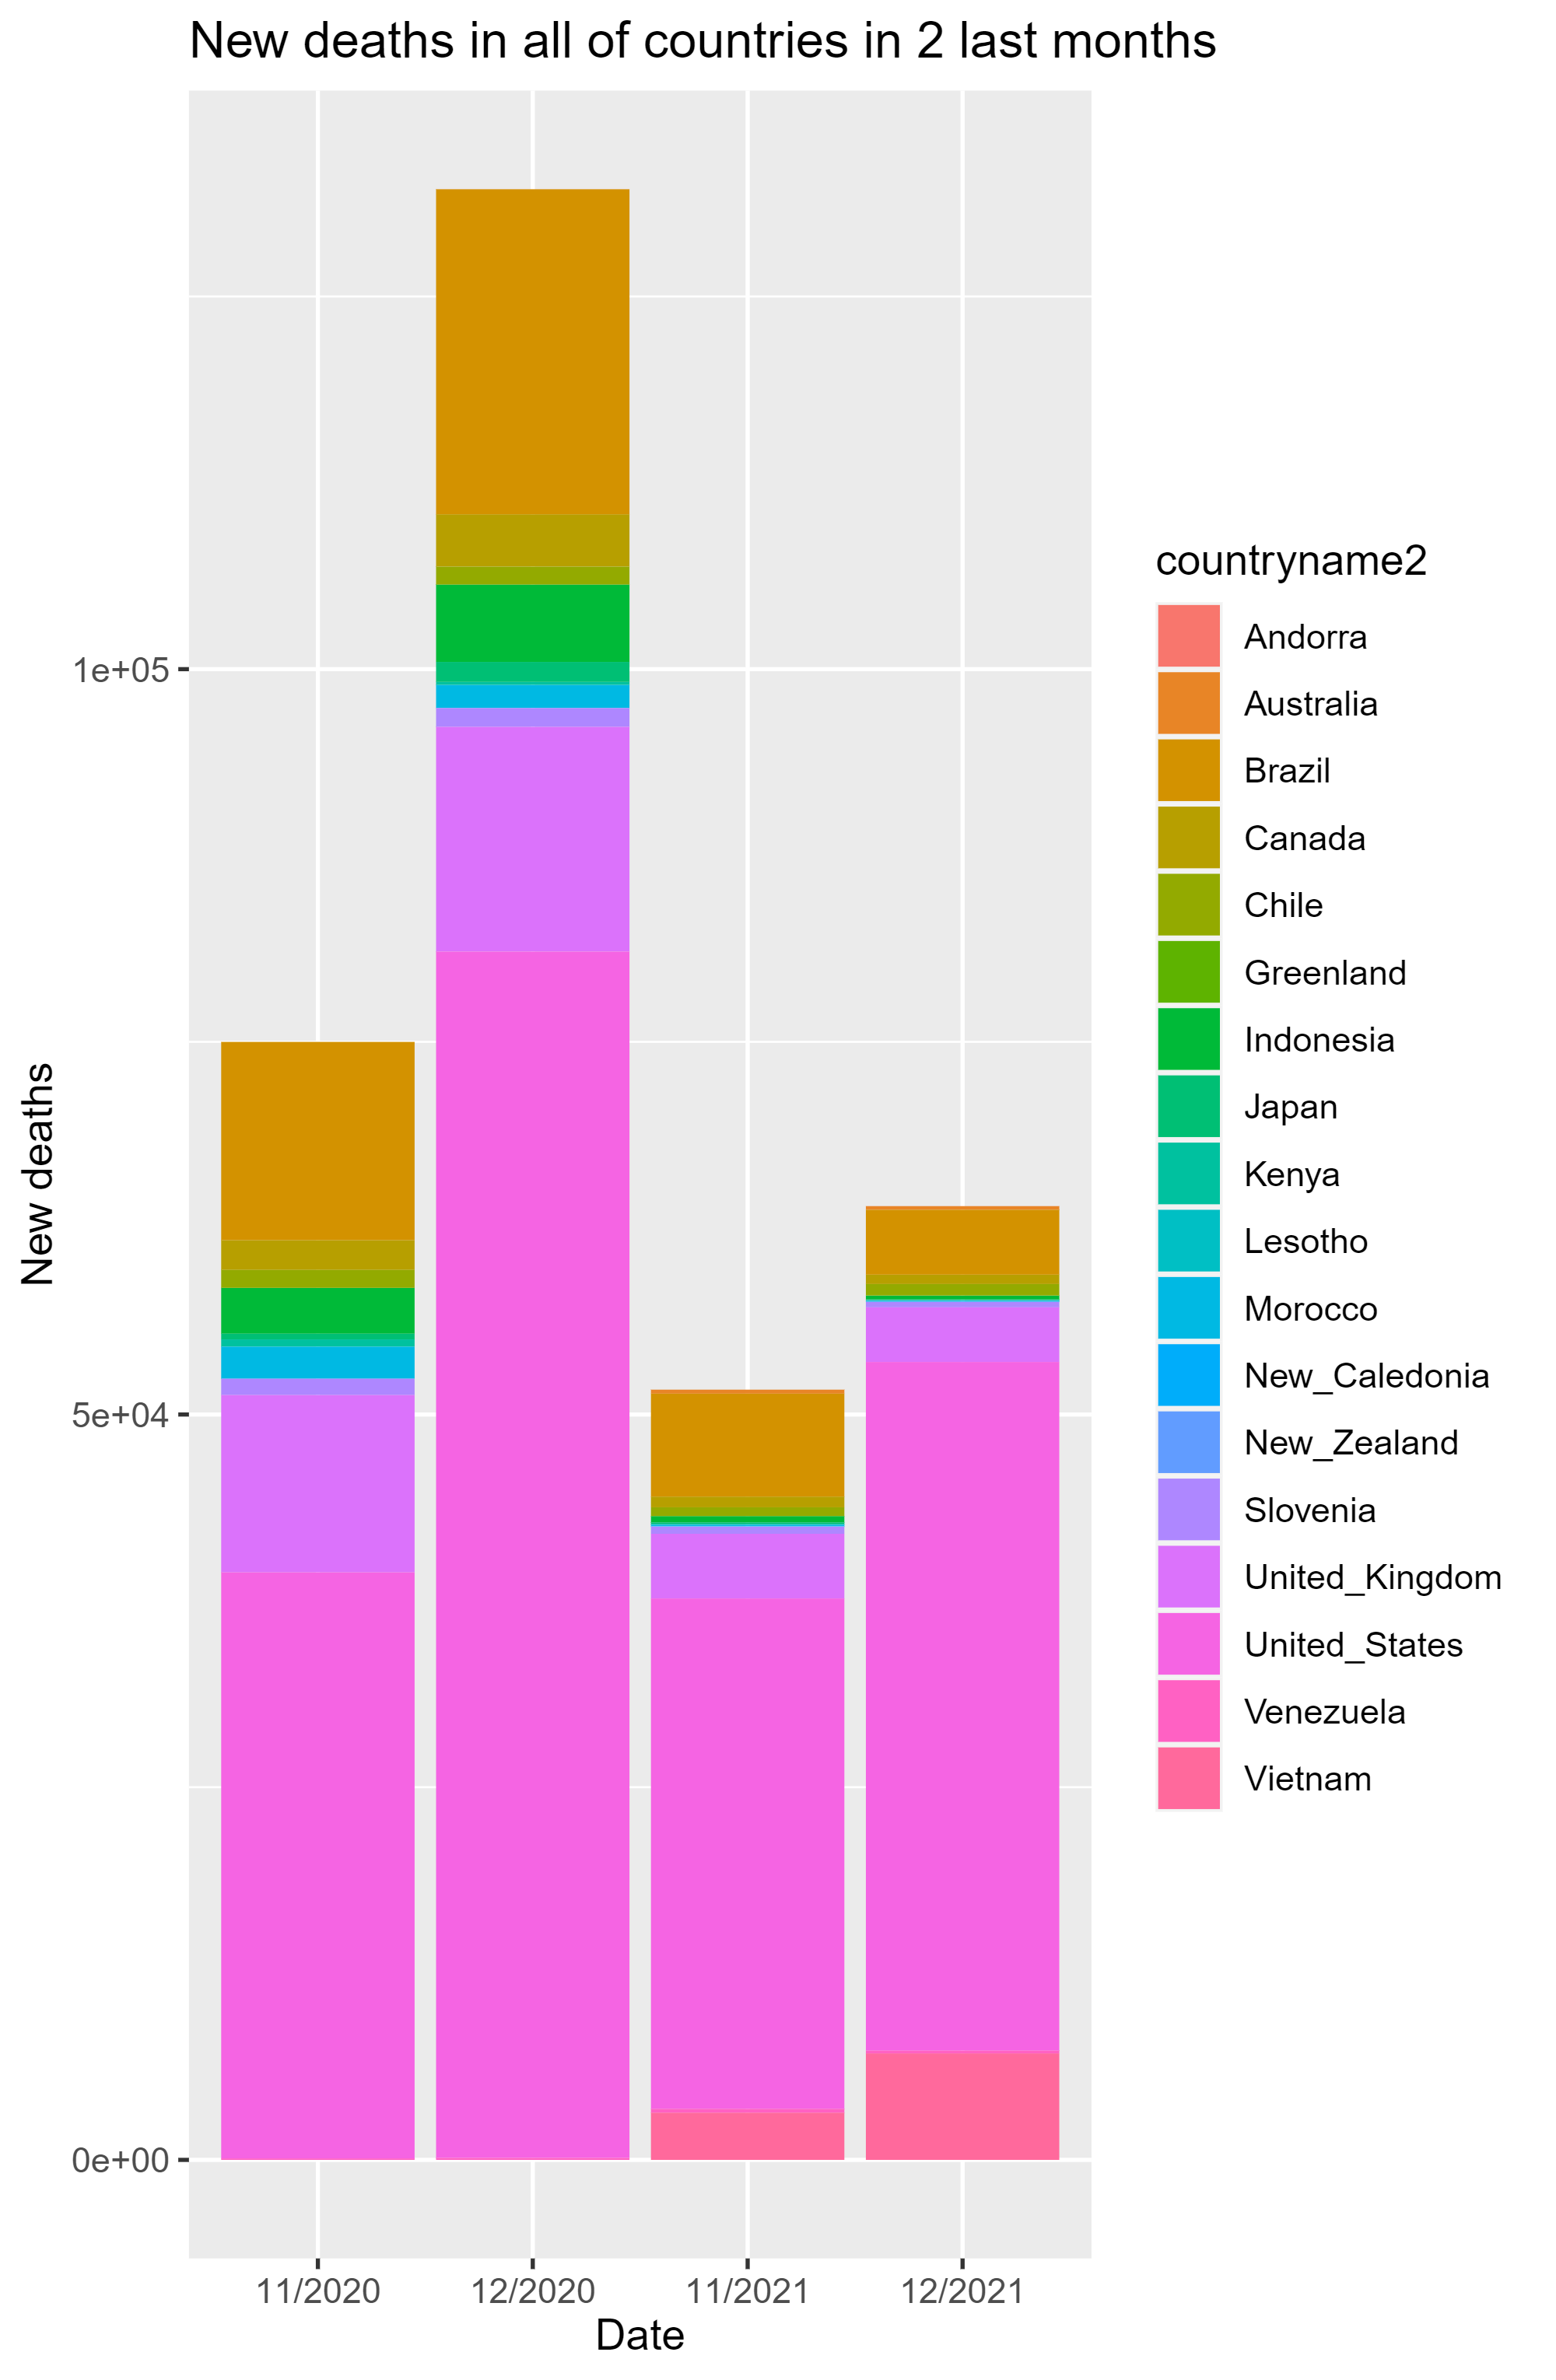 New deaths in all of countries in 2 last months
New deaths
1e+05
5e+04
0e+00
11/2020
12/2020
11/2021
12/2021
Date
countryname2
Andorra
Australia
Brazil
Canada
Chile
Greenland
Indonesia
Japan
Kenya
Lesotho
Morocco
New_Caledonia
New_Zealand
Slovenia
United_Kingdom
United_States
Venezuela
Vietnam